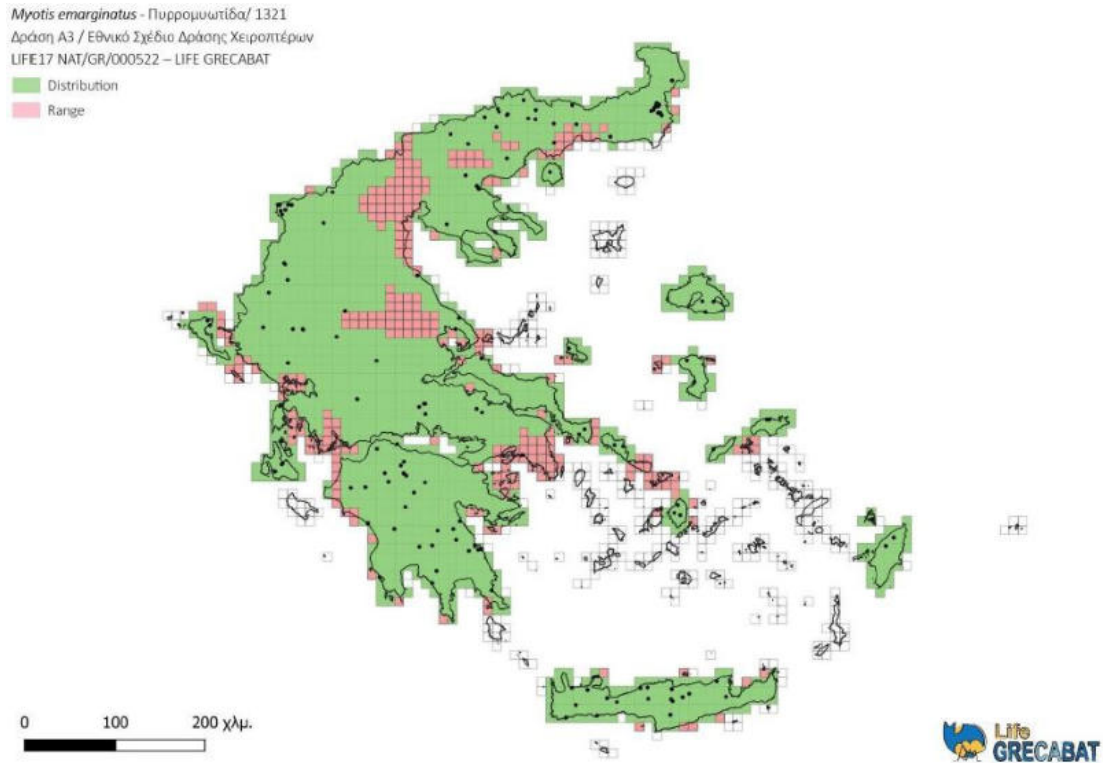 Myotis emarginatus - Πυρρομυωτίδα/ 1321
Δράση Α3 / Εθνικό Σχέδιο Δράσης Χειροπτέρων
LIFE17 NAT/GR/000522 – LIFE GRECABAT
Distribution
Range
0 100 200 χλμ.
Life
GRECABAT